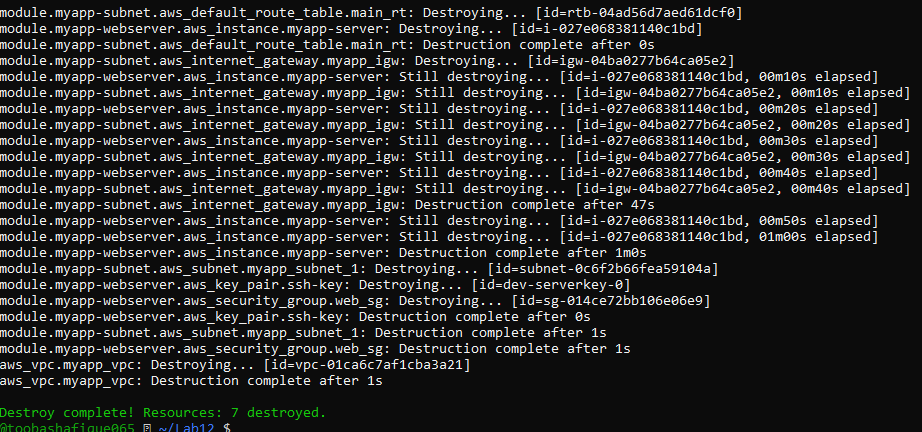 module.myapp-subnet.aws_default_route_table.main_rt: Destroying... [id=rtb-04ad56d7aed61dcf0]
module.myapp-webserver.aws_instance.myapp-server: Destroying... [id=i-027e068381140c1bd]
module.myapp-subnet.aws_default_route_table.main_rt: Destruction complete after 0s
module.myapp-subnet.aws_internet_gateway.myapp_igw: Destroying... [id=igw-04ba0277b64ca05e2]
module.myapp-webserver.aws_instance.myapp-server: Still destroying... [id=i-027e068381140c1bd, 00m10s elapsed]
module.myapp-subnet.aws_internet_gateway.myapp_igw: Still destroying... [id=igw-04ba0277b64ca05e2, 00m10s elapsed]
module.myapp-webserver.aws_instance.myapp-server: Still destroying... [id=i-027e068381140c1bd, 00m20s elapsed]
module.myapp-subnet.aws_internet_gateway.myapp_igw: Still destroying... [id=igw-04ba0277b64ca05e2, 00m20s elapsed]
module.myapp-webserver.aws_instance.myapp-server: Still destroying... [id=i-027e068381140c1bd, 00m30s elapsed]
module.myapp-subnet.aws_internet_gateway.myapp_igw: Still destroying... [id=igw-04ba0277b64ca05e2, 00m30s elapsed]
module.myapp-webserver.aws_instance.myapp-server: Still destroying... [id=i-027e068381140c1bd, 00m40s elapsed]
module.myapp-subnet.aws_internet_gateway.myapp_igw: Still destroying... [id=igw-04ba0277b64ca05e2, 00m40s elapsed]
module.myapp-subnet.aws_internet_gateway.myapp_igw: Destruction complete after 47s
module.myapp-webserver.aws_instance.myapp-server: Still destroying... [id=i-027e068381140c1bd, 00m50s elapsed]
module.myapp-webserver.aws_instance.myapp-server: Still destroying... [id=i-027e068381140c1bd, 01m00s elapsed]
module.myapp-webserver.aws_instance.myapp-server: Destruction complete after 1m0s
module.myapp-subnet.aws_subnet.myapp_subnet_1: Destroying... [id=subnet-0c6f2b66fea59104a]
module.myapp-webserver.aws_key_pair.ssh-key: Destroying... [id=dev-serverkey-0]
module.myapp-webserver.aws_security_group.web_sg: Destroying... [id=sg-014ce72bb106e06e9]
module.myapp-webserver.aws_key_pair.ssh-key: Destruction complete after 0s
module.myapp-subnet.aws_subnet.myapp_subnet_1: Destruction complete after 1s
module.myapp-webserver.aws_security_group.web_sg: Destruction complete after 1s
aws_vpc.myapp_vpc: Destroying... [id=vpc-01ca6c7af1cba3a21]
aws_vpc.myapp_vpc: Destruction complete after 1s
Destroy complete! Resources: 7 destroyed.
@toobashafique065 ~/Lab12 $